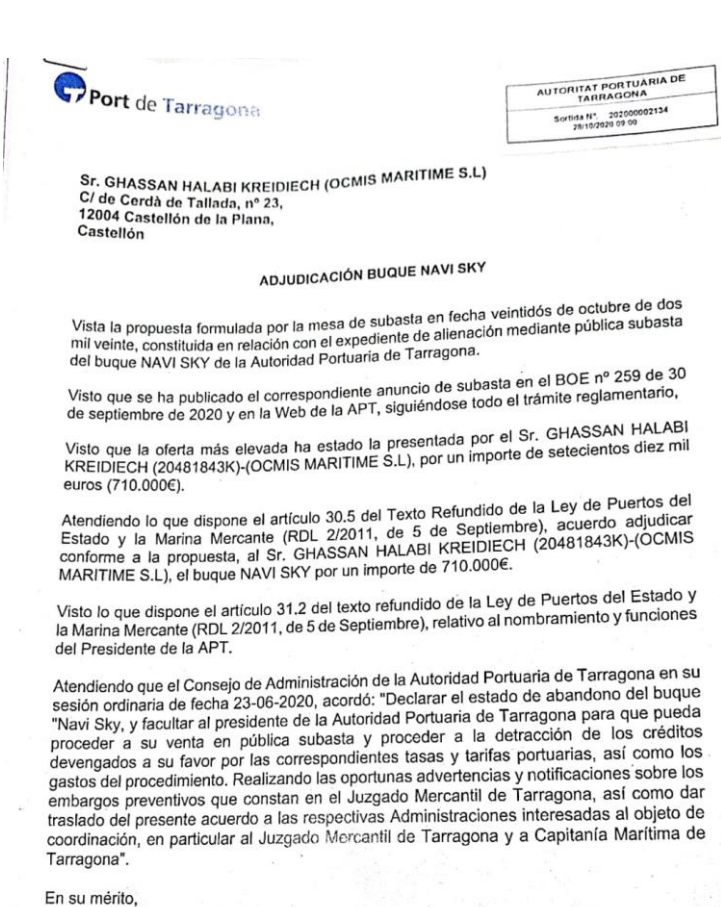 Port de Tarragona
AUTORITAT PORTUÀRIA DE
TARRAGONA
Sortida Nº. 202000002134
28/10/2020 09:00
Sr. GHASSAN HALABI KREIDIECH (OCMIS MARITIME S.L)
C/ de Cerdà de Tallada, nº 23,
12004 Castellón de la Plana,
Castellón
ADJUDICACIÓN BUQUE NAVI SKY
Vista la propuesta formulada por la mesa de subasta en fecha veintidós de octubre de dos
mil veinte, constituida en relación con el expediente de alienación mediante pública subasta
del buque NAVI SKY de la Autoridad Portuaria de Tarragona.
Visto que se ha publicado el correspondiente anuncio de subasta en el BOE nº 259 de 30
de septiembre de 2020 y en la Web de la APT, siguiéndose todo el trámite reglamentario,
Visto que la oferta más elevada ha estado la presentada por el Sr. GHASSAN HALABI
KREIDIECH (20481843K)-(OCMIS MARITIME S.L), por un importe de setecientos diez mil
euros (710.000€).
Atendiendo lo que dispone el artículo 30.5 del Texto Refundido de la Ley de Puertos del
Estado y la Marina Mercante (RDL 2/2011, de 5 de Septiembre), acuerdo adjudicar
conforme a la propuesta, al Sr. GHASSAN HALABI KREIDIECH (20481843K)-(OCMIS
MARITIME S.L), el buque NAVI SKY por un importe de 710.000€.
Visto lo que dispone el artículo 31.2 del texto refundido de la Ley de Puertos del Estado y
la Marina Mercante (RDL 2/2011, de 5 de Septiembre), relativo al nombramiento y funciones
del Presidente de la APT.
Atendiendo que el Consejo de Administración de la Autoridad Portuaria de Tarragona en su
sesión ordinaria de fecha 23-06-2020, acordó: "Declarar el estado de abandono del buque
"Navi Sky, y facultar al presidente de la Autoridad Portuaria de Tarragona para que pueda
proceder a su venta en pública subasta y proceder a la detracción de los créditos
devengados a su favor por las correspondientes tasas y tarifas portuarias, así como los
gastos del procedimiento. Realizando las oportunas advertencias y notificaciones sobre los
embargos preventivos que constan en el Juzgado Mercantil de Tarragona, así como dar
traslado del presente acuerdo a las respectivas Administraciones interesadas al objeto de
coordinación, en particular al Juzgado Mercantil de Tarragona y a Capitanía Marítima de
Tarragona".
En su mérito,